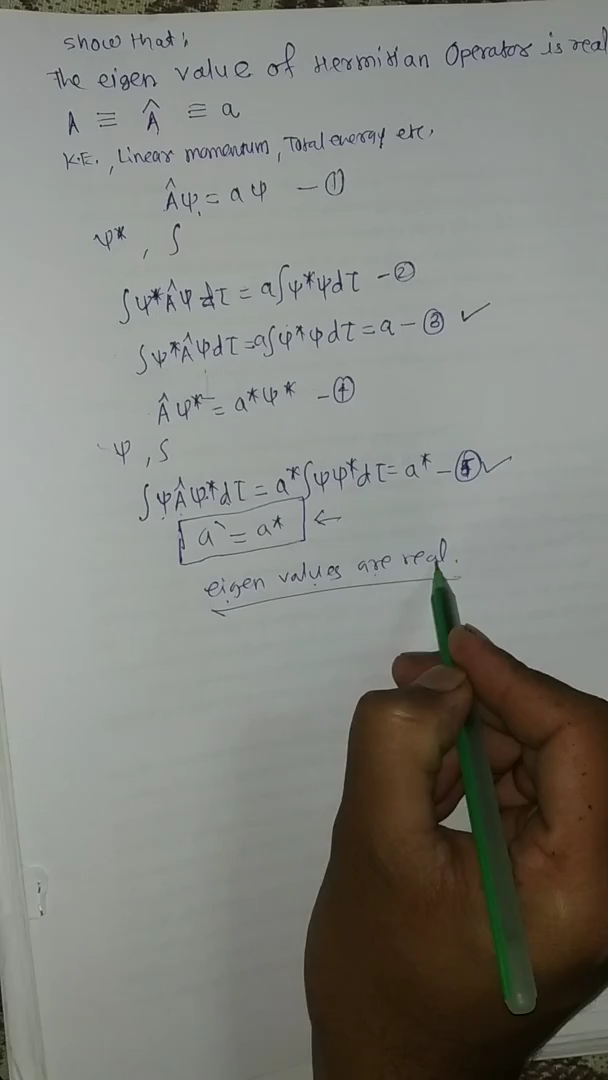 show that:
The eigen value of Hermitian Operator is real
A ≡ Â ≡ a
K.E., Linear momentum, Total energy etc.
Âψ = aψ — ①
ψ*, ∫
∫ψ*Âψ dτ = a∫ψ*ψdτ — ②
∫ψ*Âψdτ = a∫ψ*ψdτ = a — ③ ✓
Âψ* = a*ψ* — ④
ψ, ∫
∫ψÂψ*dτ = a*∫ψψ*dτ = a* — ⑤ ✓
a = a* ←
eigen values are real.